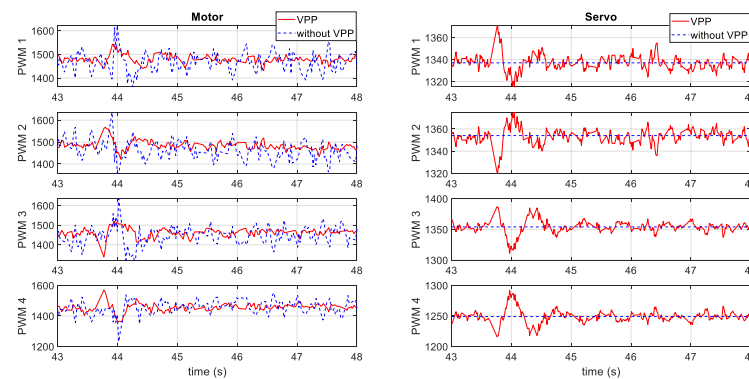 Motor
VPP
without VPP
PWM 1
1600
1500
1400
43 44 45 46 47 48
PWM 2
1600
1500
1400
43 44 45 46 47 48
PWM 3
1600
1500
1400
43 44 45 46 47 48
PWM 4
1600
1400
1200
43 44 45 46 47 48
time (s)
Servo
VPP
without VPP
PWM 1
1360
1340
1320
43 44 45 46 47
PWM 2
1360
1340
1320
43 44 45 46 47
PWM 3
1400
1350
1300
43 44 45 46 47
PWM 4
1300
1250
1200
43 44 45 46 47
time (s)